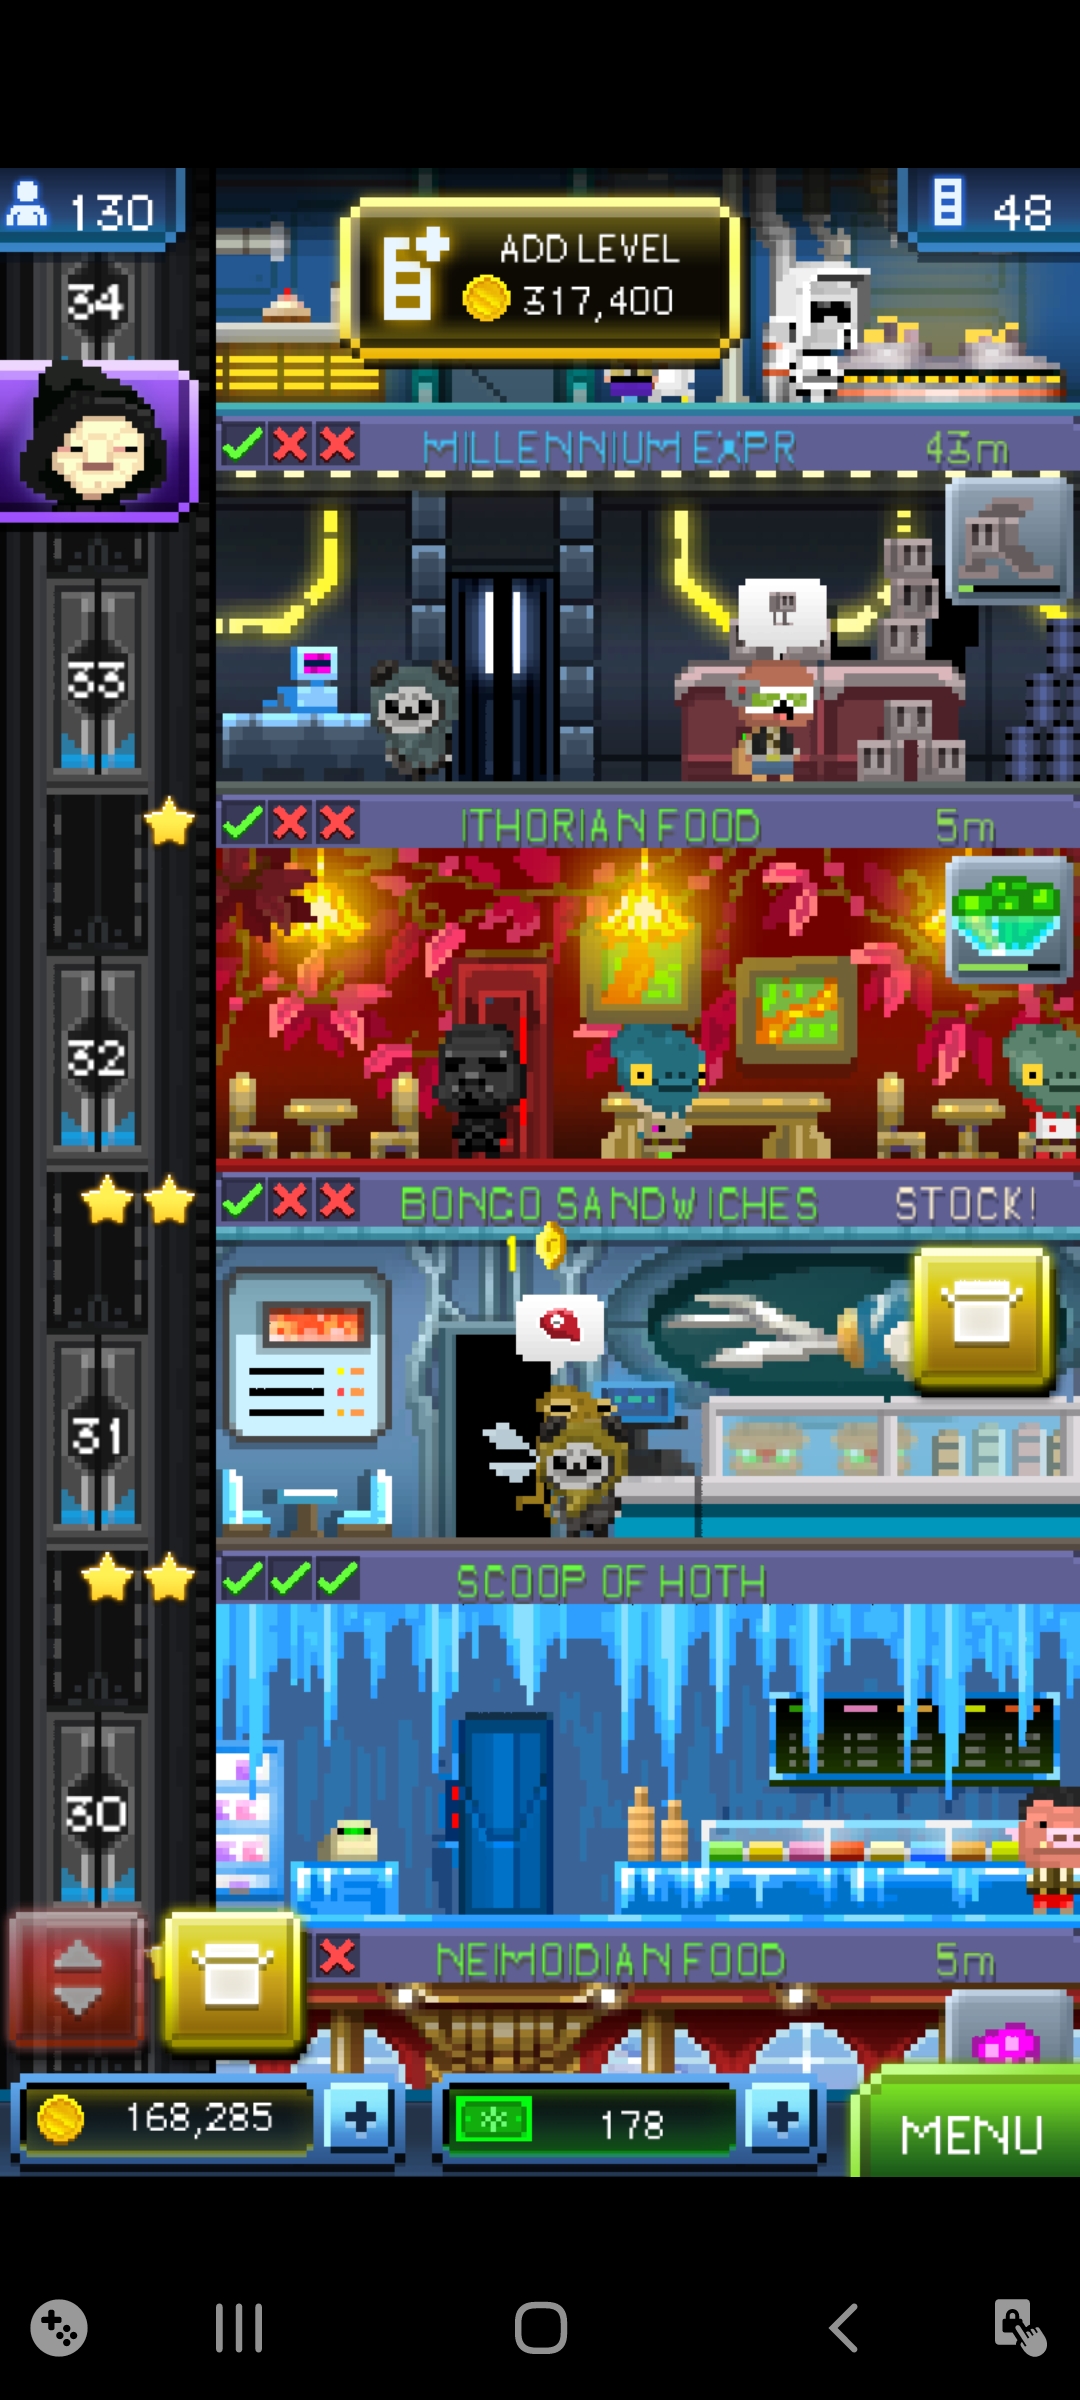 130
48
ADD LEVEL
317,400
34
MILLENNIUM EXPR
43m
33
ITHORIAN FOOD
5m
32
BONGO SANDWICHES
STOCK!
1
31
SCOOP OF HOTH
30
NEIMOIDIAN FOOD
5m
168,285
178
MENU